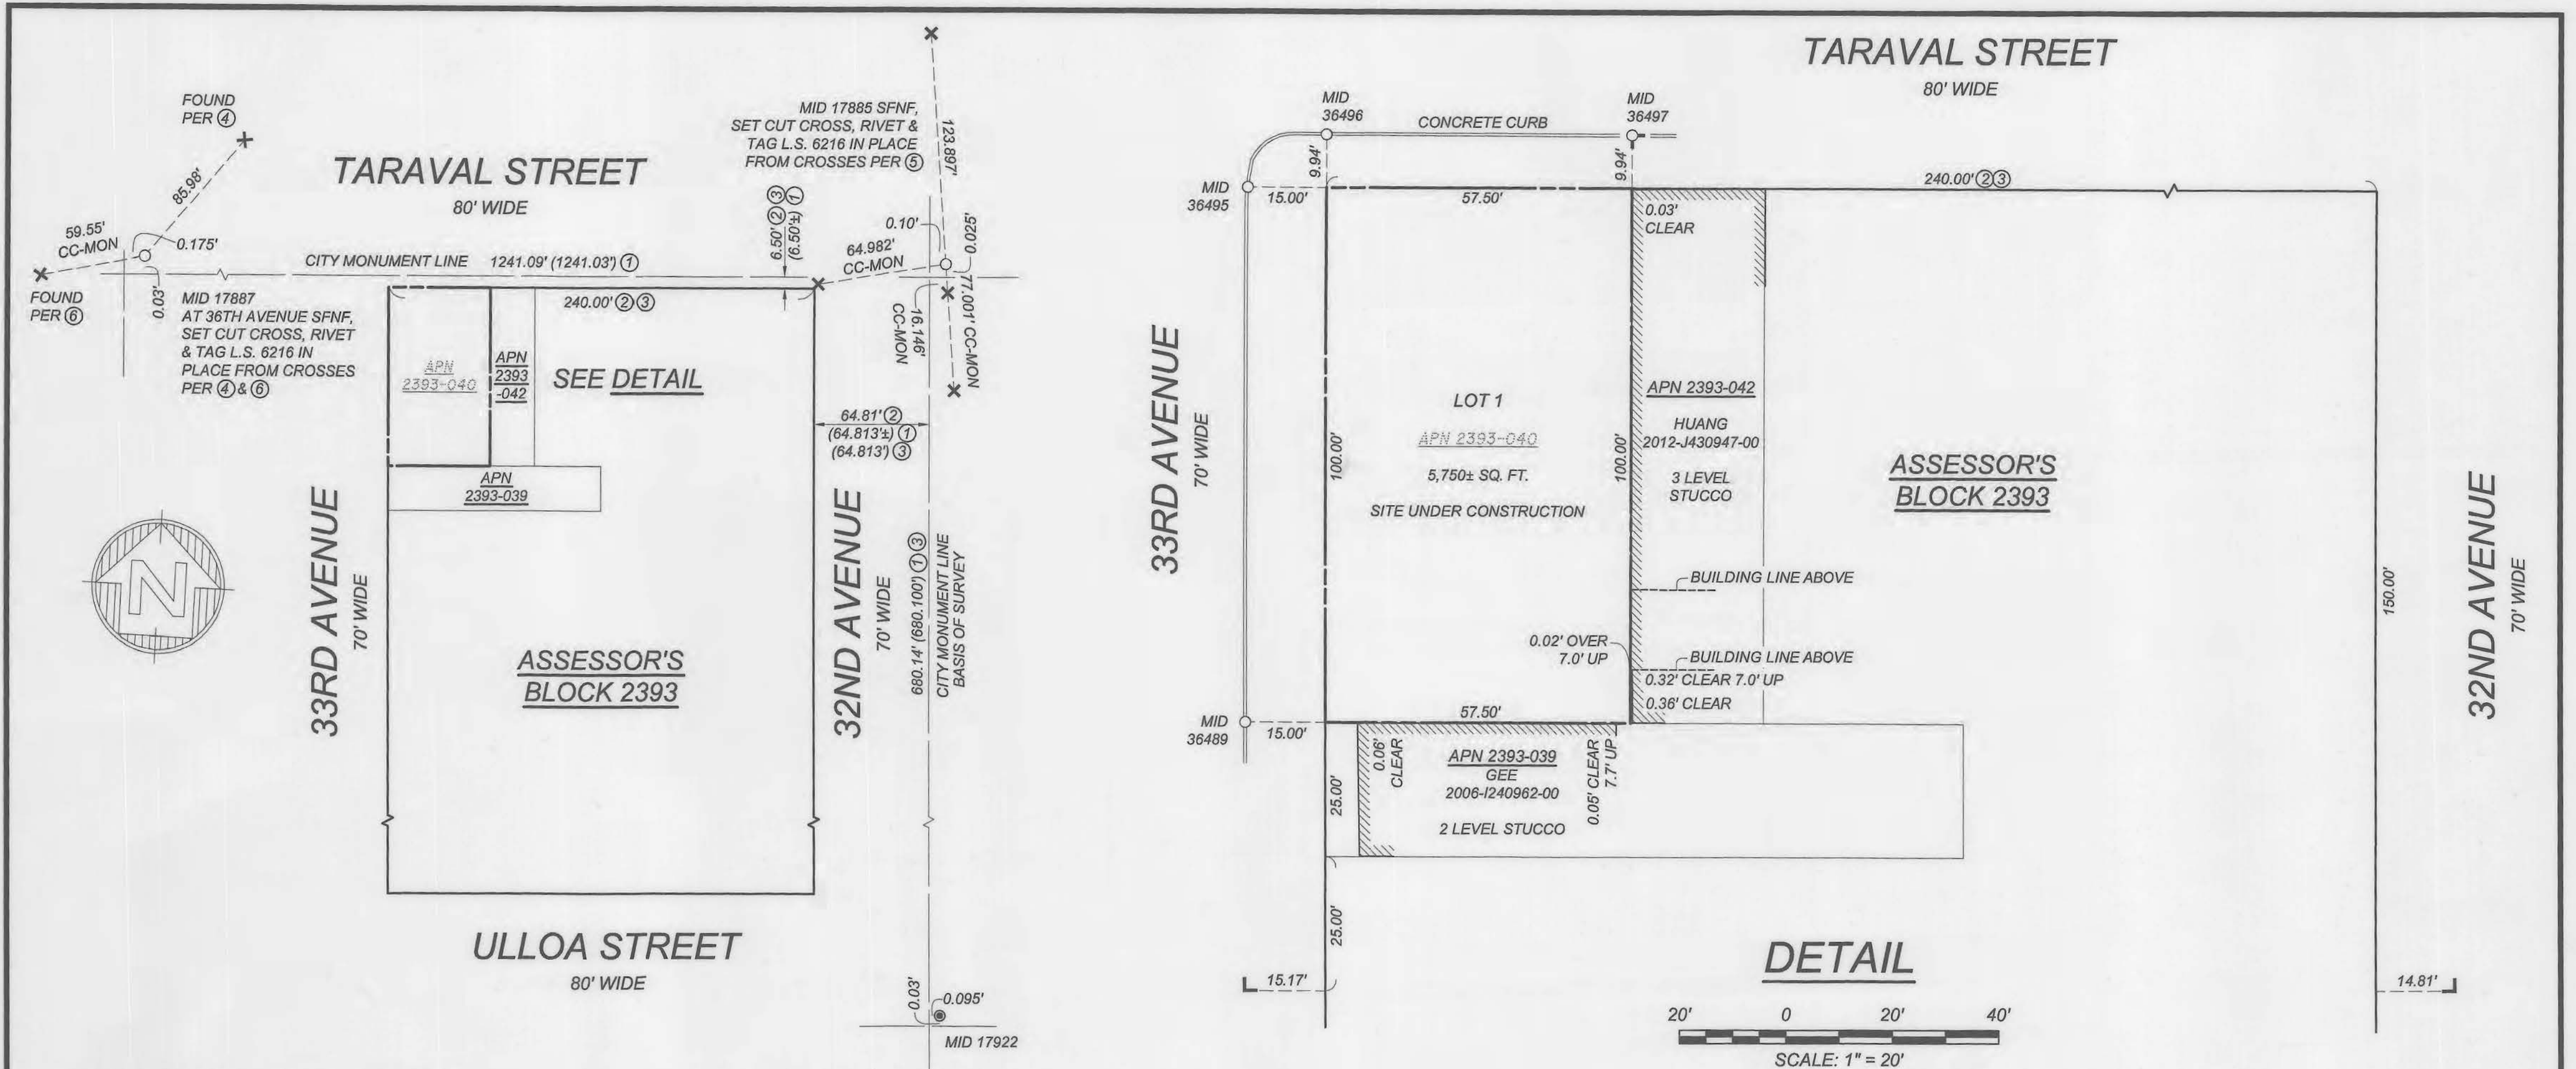 FOUND
PER ④
85.98'
59.55'
CC-MON
0.175'
FOUND
PER ⑥
0.03'
TARAVAL STREET
80' WIDE
CITY MONUMENT LINE 1241.09' (1241.03') ①
MID 17887
AT 36TH AVENUE SFNF,
SET CUT CROSS, RIVET
& TAG L.S. 6216 IN
PLACE FROM CROSSES
PER ④ & ⑥
MID 17885 SFNF,
SET CUT CROSS, RIVET &
TAG L.S. 6216 IN PLACE
FROM CROSSES PER ⑤
123.897'
6.50' ② ③
(6.50'±) ①
0.10'
64.982'
CC-MON
0.025'
77.001' CC-MON
16.146'
CC-MON
240.00' ② ③
APN
2393-040
APN
2393
-042
SEE DETAIL
APN
2393-039
64.81' ②
(64.813'±) ①
(64.813') ③
N
33RD AVENUE
70' WIDE
ASSESSOR'S
BLOCK 2393
32ND AVENUE
70' WIDE
680.14' (680.100') ① ③
CITY MONUMENT LINE
BASIS OF SURVEY
ULLOA STREET
80' WIDE
0.03'
0.095'
MID 17922
TARAVAL STREET
80' WIDE
MID
36496
CONCRETE CURB
MID
36497
9.94'
9.94'
MID
36495
15.00'
57.50'
240.00' ② ③
0.03'
CLEAR
33RD AVENUE
70' WIDE
100.00'
LOT 1
APN 2393-040
5,750± SQ. FT.
SITE UNDER CONSTRUCTION
100.00'
APN 2393-042
HUANG
2012-J430947-00
3 LEVEL
STUCCO
ASSESSOR'S
BLOCK 2393
150.00'
32ND AVENUE
70' WIDE
BUILDING LINE ABOVE
0.02' OVER
7.0' UP
BUILDING LINE ABOVE
0.32' CLEAR 7.0' UP
0.36' CLEAR
MID
36489
15.00'
57.50'
25.00'
0.06'
CLEAR
APN 2393-039
GEE
2006-I240962-00
2 LEVEL STUCCO
0.05' CLEAR
7.7' UP
25.00'
15.17'
DETAIL
14.81'
20' 0 20' 40'
SCALE: 1" = 20'